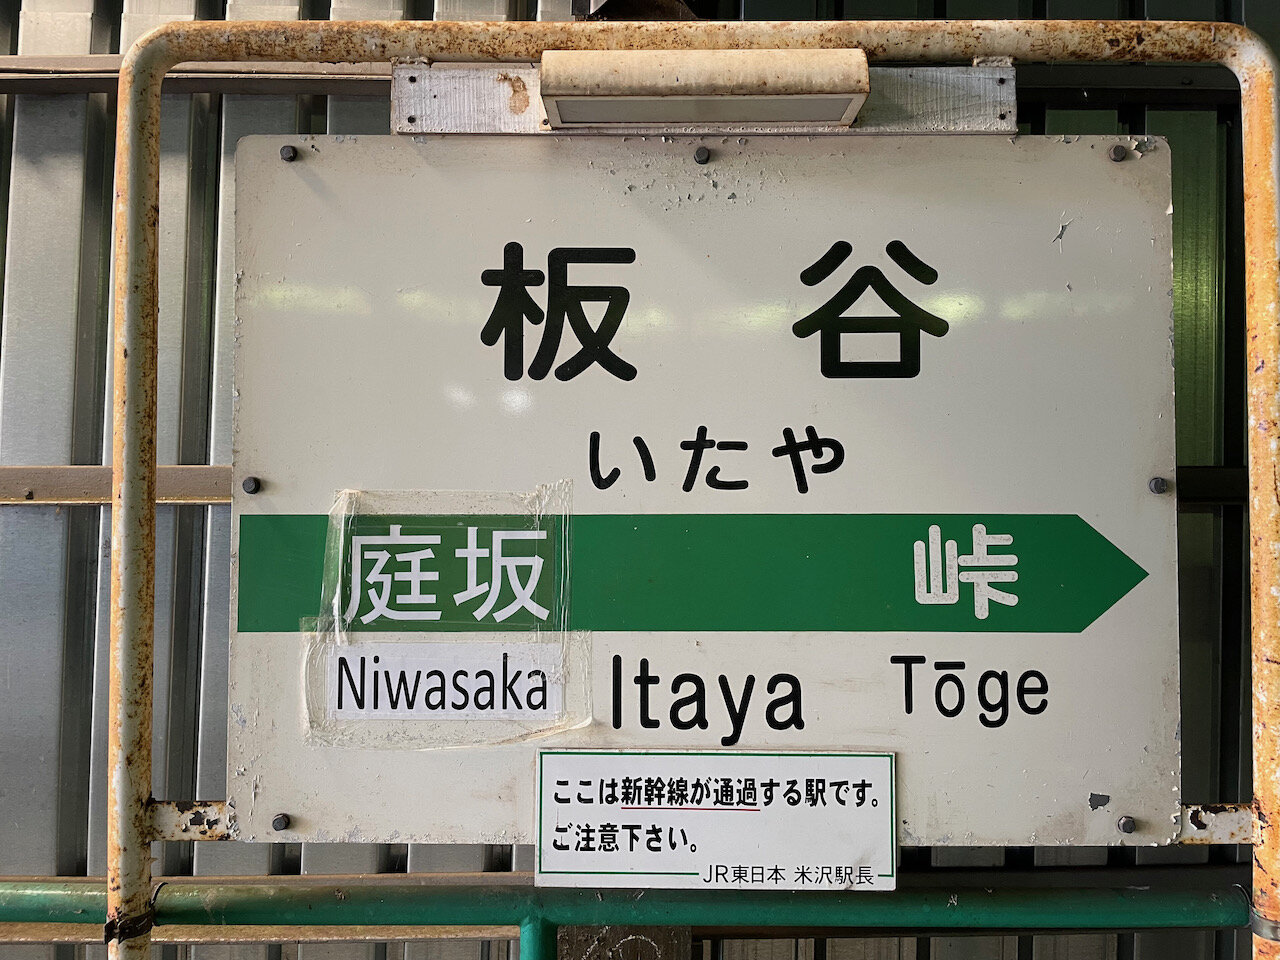 板谷
いたや
庭坂 峠
Niwasaka Itaya Tōge
ここは新幹線が通過する駅です。
ご注意下さい。
JR東日本 米沢駅長